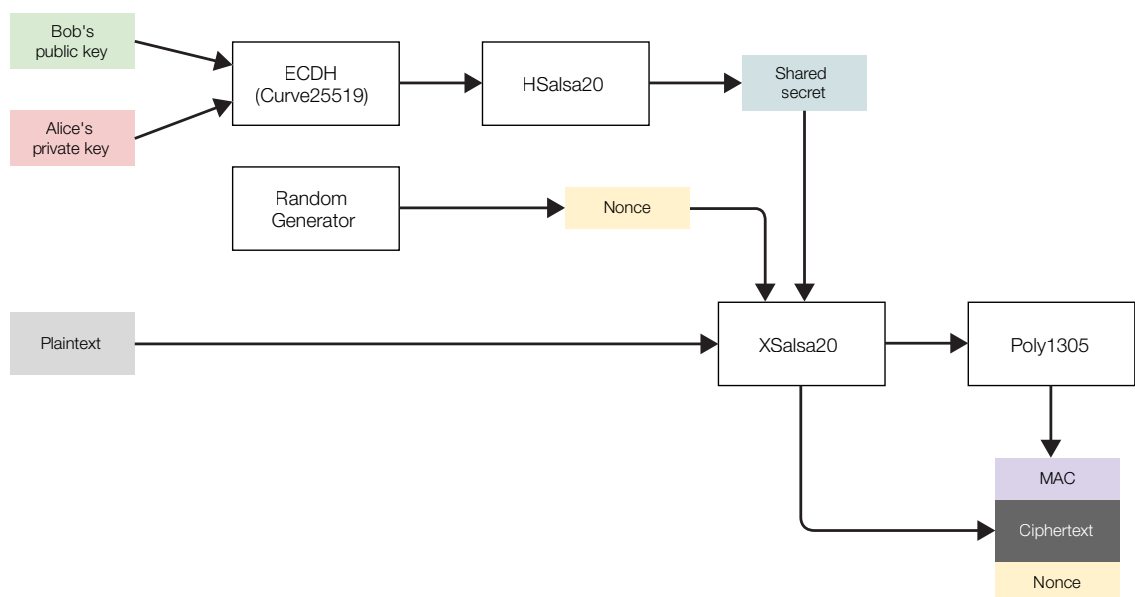 Bob's
public key
Alice's
private key
ECDH
(Curve25519)
HSalsa20
Shared
secret
Random
Generator
Nonce
Plaintext
XSalsa20
Poly1305
MAC
Ciphertext
Nonce